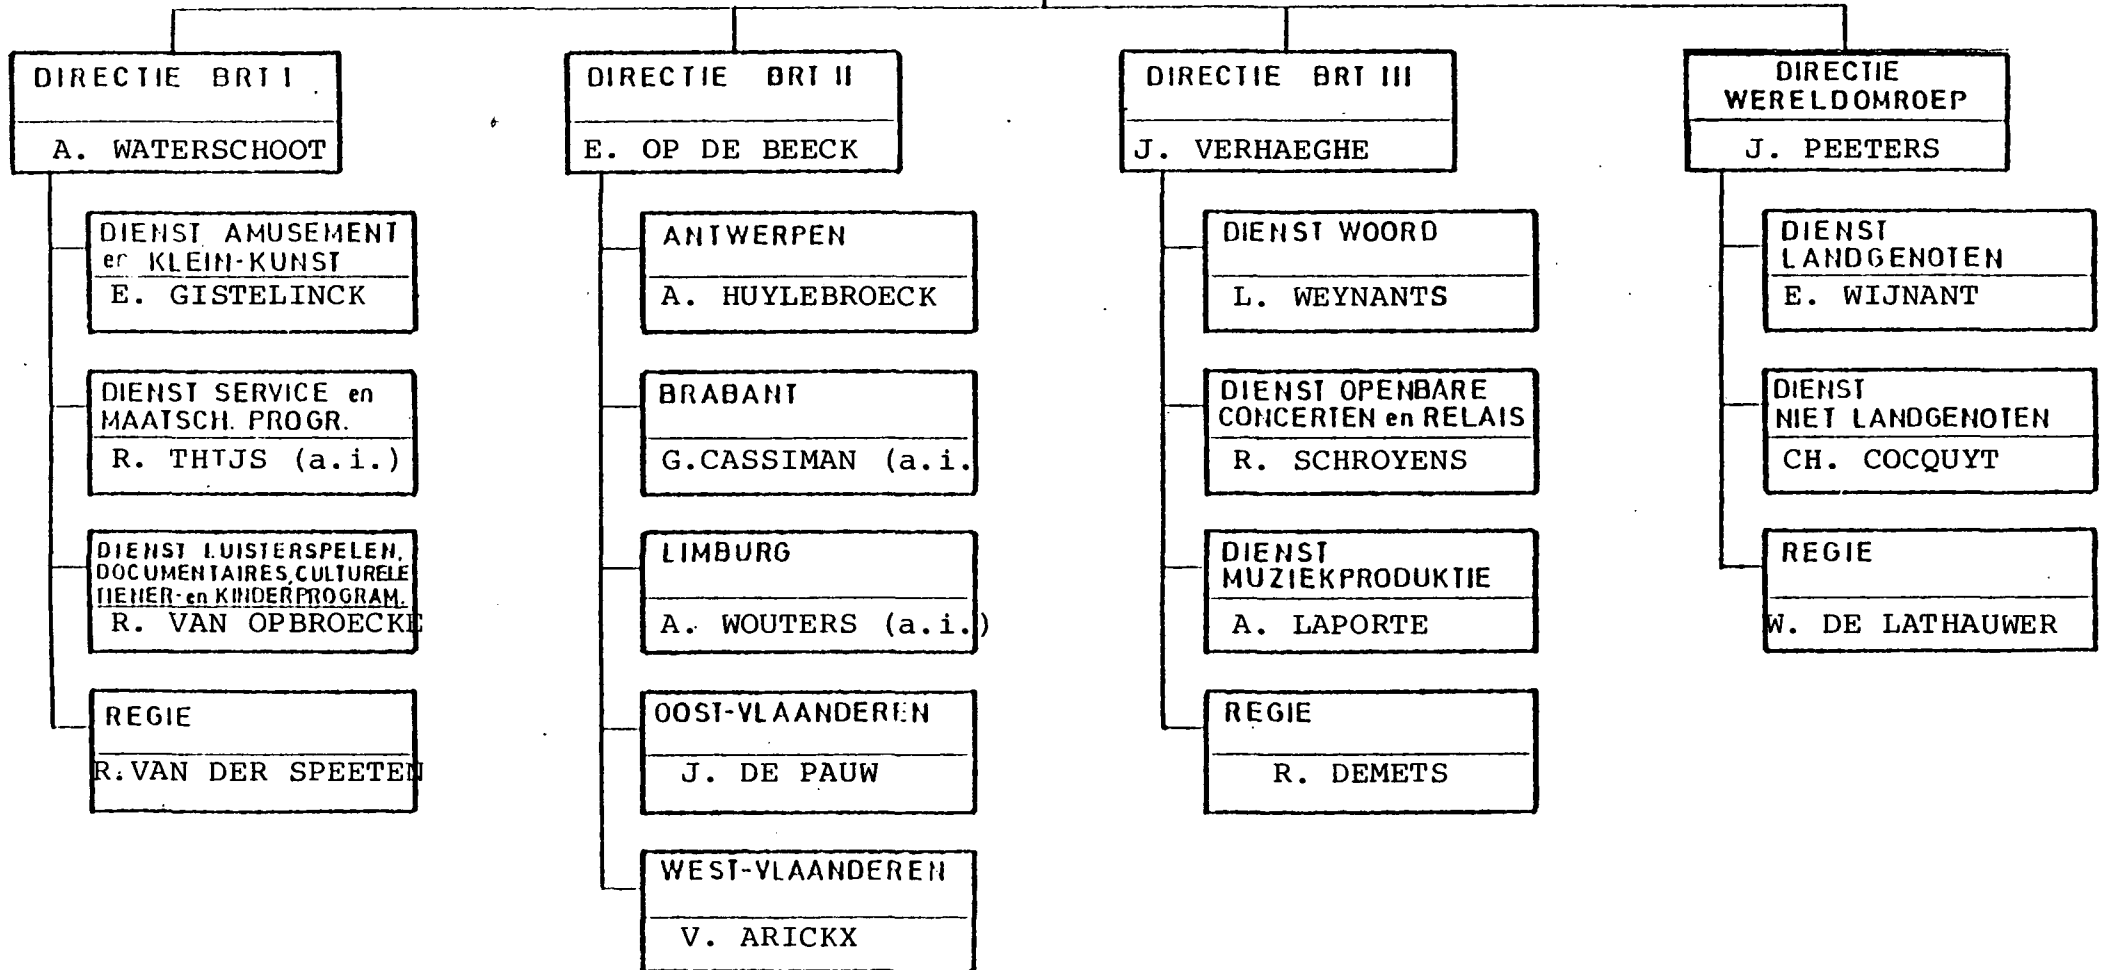 DIRECTIE BRT I
A. WATERSCHOOT
DIENST AMUSEMENT
en KLEIN-KUNST
E. GISTELINCK
DIENST SERVICE en
MAATSCH. PROGR.
R. THIJS (a.i.)
DIENST LUISTERSPELEN,
DOCUMENTAIRES, CULTURELE
TIENER- en KINDERPROGRAM.
R. VAN OPBROECKE
REGIE
R. VAN DER SPEETEN
DIRECTIE BRT II
E. OP DE BEECK
ANTWERPEN
A. HUYLEBROECK
BRABANT
G.CASSIMAN (a.i.
LIMBURG
A. WOUTERS (a.i.)
OOST-VLAANDEREN
J. DE PAUW
WEST-VLAANDEREN
V. ARICKX
DIRECTIE BRT III
J. VERHAEGHE
DIENST WOORD
L. WEYNANTS
DIENST OPENBARE
CONCERTEN en RELAIS
R. SCHROYENS
DIENST
MUZIEKPRODUKTIE
A. LAPORTE
REGIE
R. DEMETS
DIRECTIE
WERELDOMROEP
J. PEETERS
DIENST
LANDGENOTEN
E. WIJNANT
DIENST
NIET LANDGENOTEN
CH. COCQUYT
REGIE
W. DE LATHAUWER